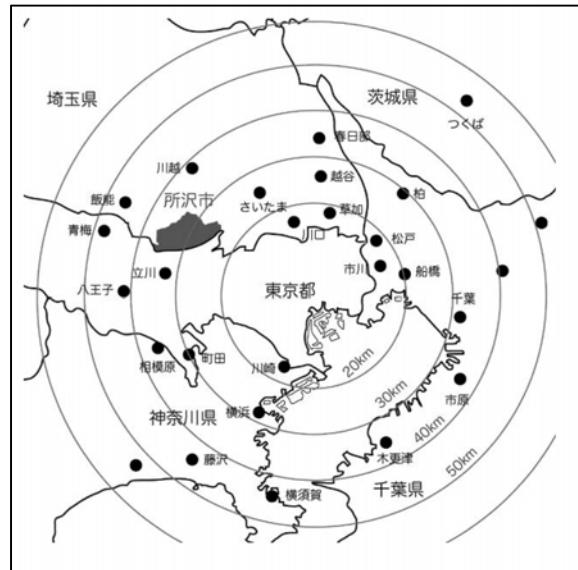 埼玉県
茨城県
つくば
春日部
川越
越谷
飯能
所沢市
さいたま
柏
草加
青梅
川口
松戸
立川
市川
船橋
八王子
東京都
千葉
相模原
町田
川崎
20km
30km
市原
横浜
40km
神奈川県
木更津
50km
藤沢
千葉県
横須賀